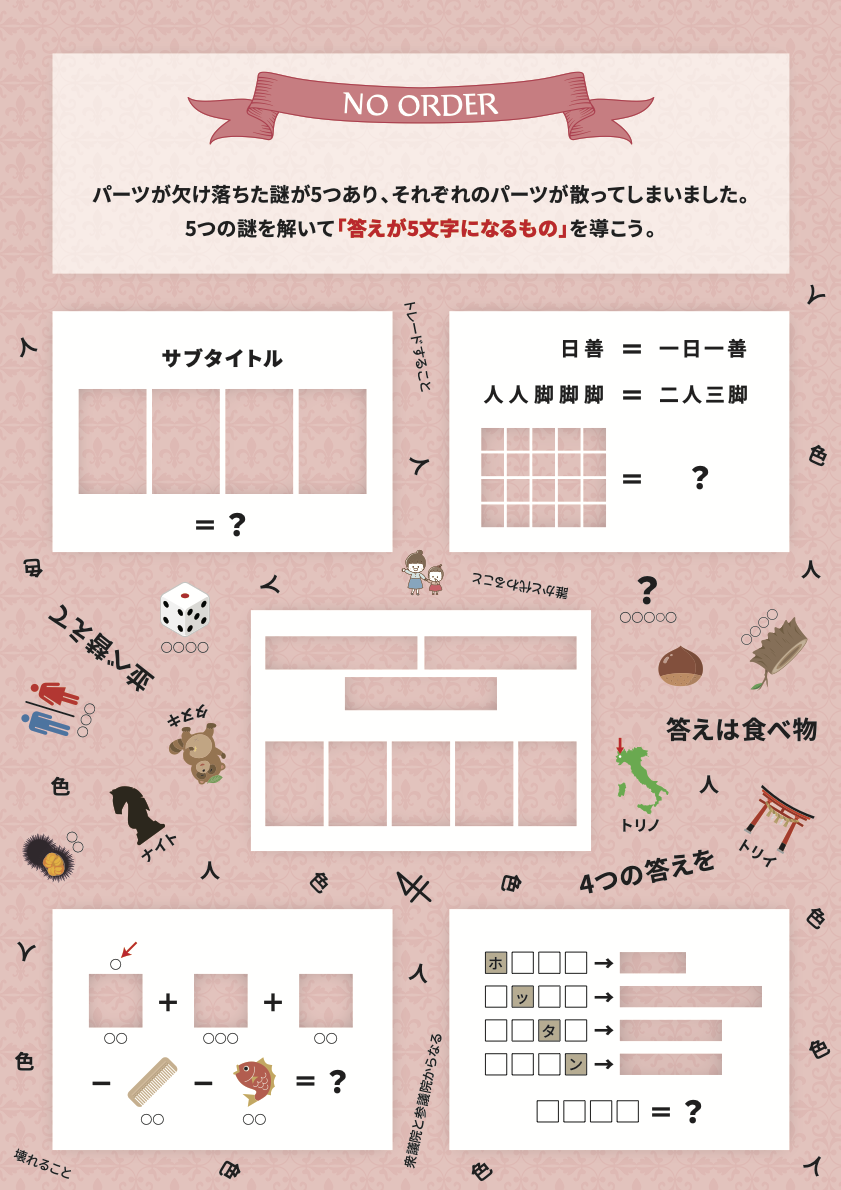 NO ORDER
パーツが欠け落ちた謎が5つあり、それぞれのパーツが散ってしまいました。
5つの謎を解いて「答えが5文字になるもの」を導こう。
人
人
トレードすること
サブタイトル
= ?
日善 = 一日一善
人人脚脚脚 = 二人三脚
= ?
人
色
色
人
誰かと代わること
人
?
○○○○○
○○○○
○○○○
並べ替えて
○○○
タヌキ
答えは食べ物
色
ナイト
○○
トリノ
人
トリイ
人
色
4
色
4つの答えを
色
人
人
○
+ +
○○ ○○○ ○○
− − = ?
○○ ○○
ホ□□□→
□ッ□□→
□□タ□→
□□□ン→
□□□□ = ?
色
色
衆議院と参議院からなる
壊れること
色
色
人